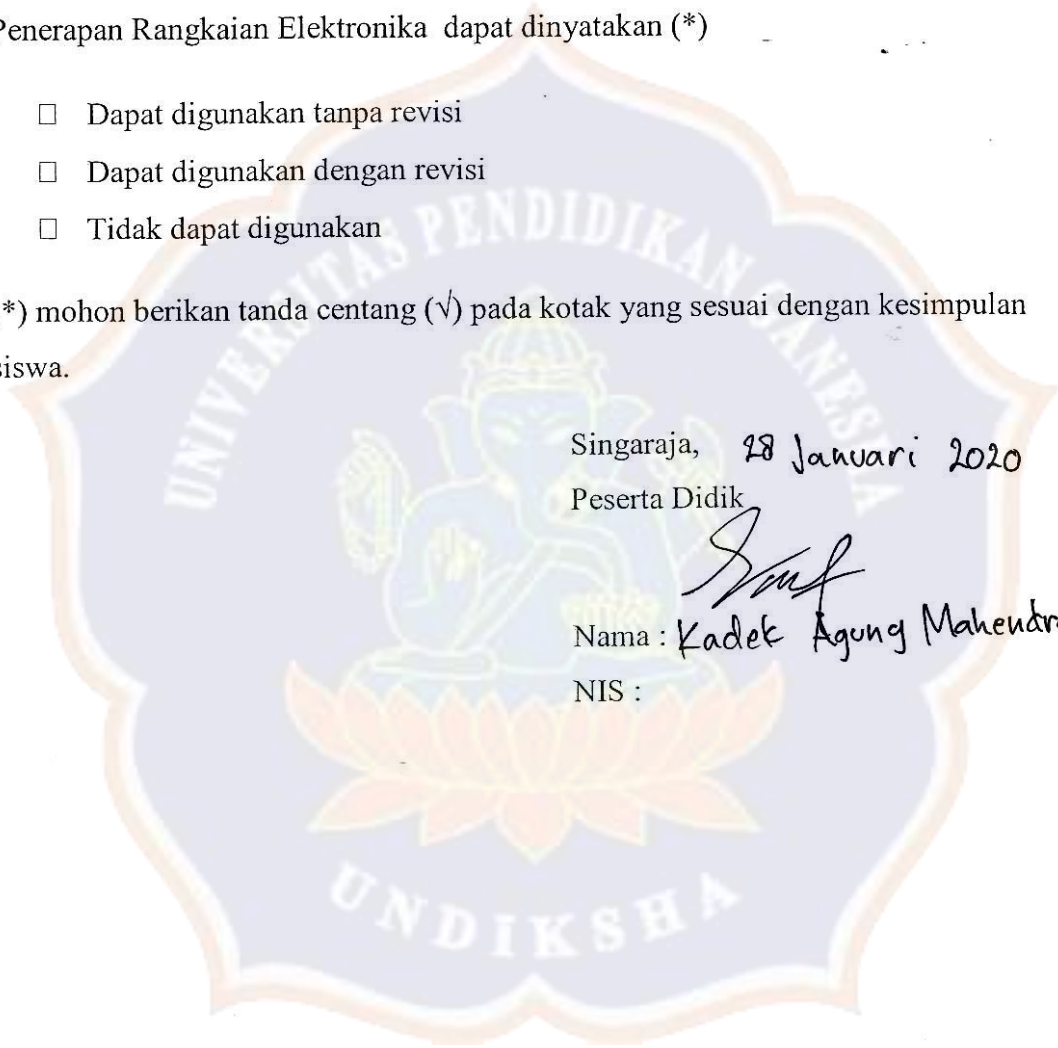 Penerapan Rangkaian Elektronika dapat dinyatakan (*)
□ Dapat digunakan tanpa revisi
□ Dapat digunakan dengan revisi
□ Tidak dapat digunakan
*) mohon berikan tanda centang (√) pada kotak yang sesuai dengan kesimpulan
siswa.
Singaraja, 28 Januari 2020
Peserta Didik
Nama : Kadek Agung Mahendra
NIS :
UNIVERSITAS PENDIDIKAN GANESHA
UNDIKSHA